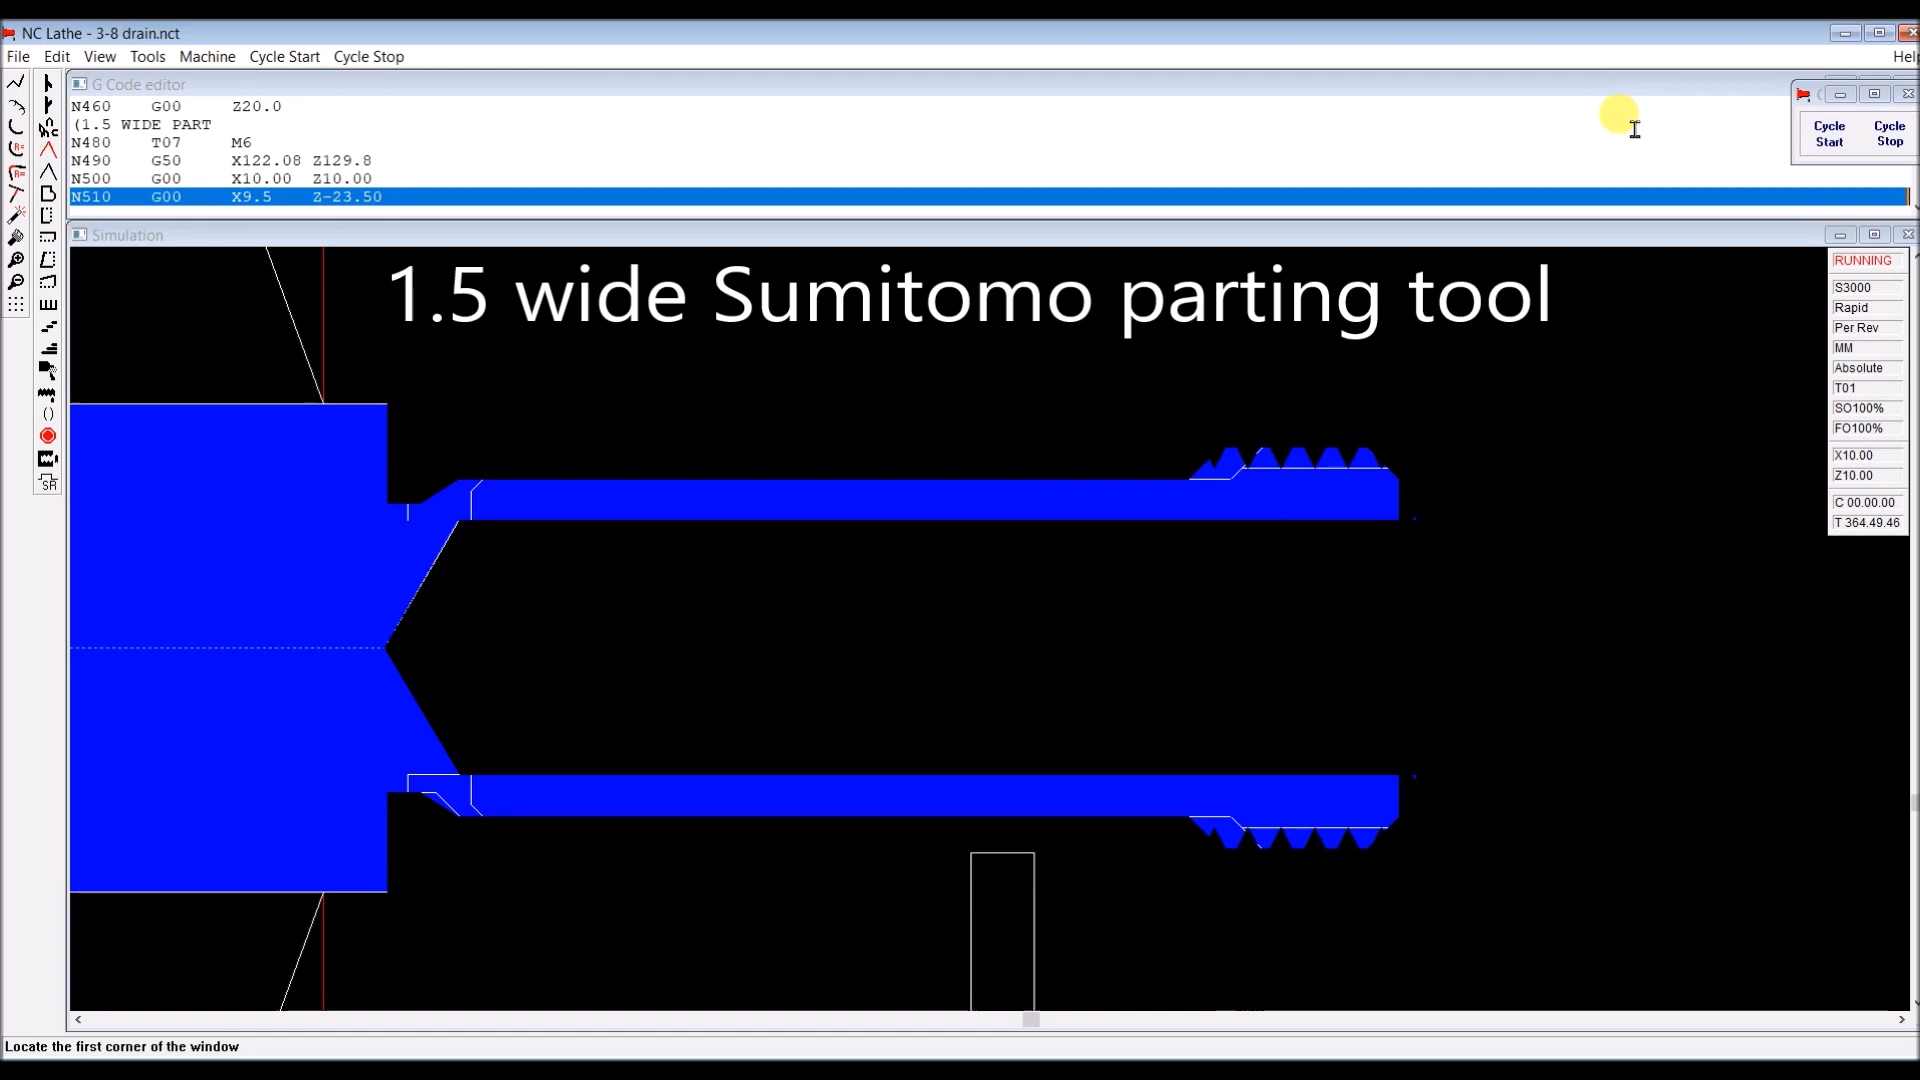 NC Lathe - 3-8 drain.nct
File Edit View Tools Machine Cycle Start Cycle Stop Help
G Code editor
N460 G00 Z20.0
(1.5 WIDE PART
N480 T07 M6
N490 G50 X122.08 Z129.8
N500 G00 X10.00 Z10.00
N510 G00 X9.5 Z-23.50
Cycle Start
Cycle Stop
Simulation
1.5 wide Sumitomo parting tool
RUNNING
S3000
Rapid
Per Rev
MM
Absolute
T01
SO100%
FO100%
X10.00
Z10.00
C 00.00.00
T 364.49.46
SR
Locate the first corner of the window